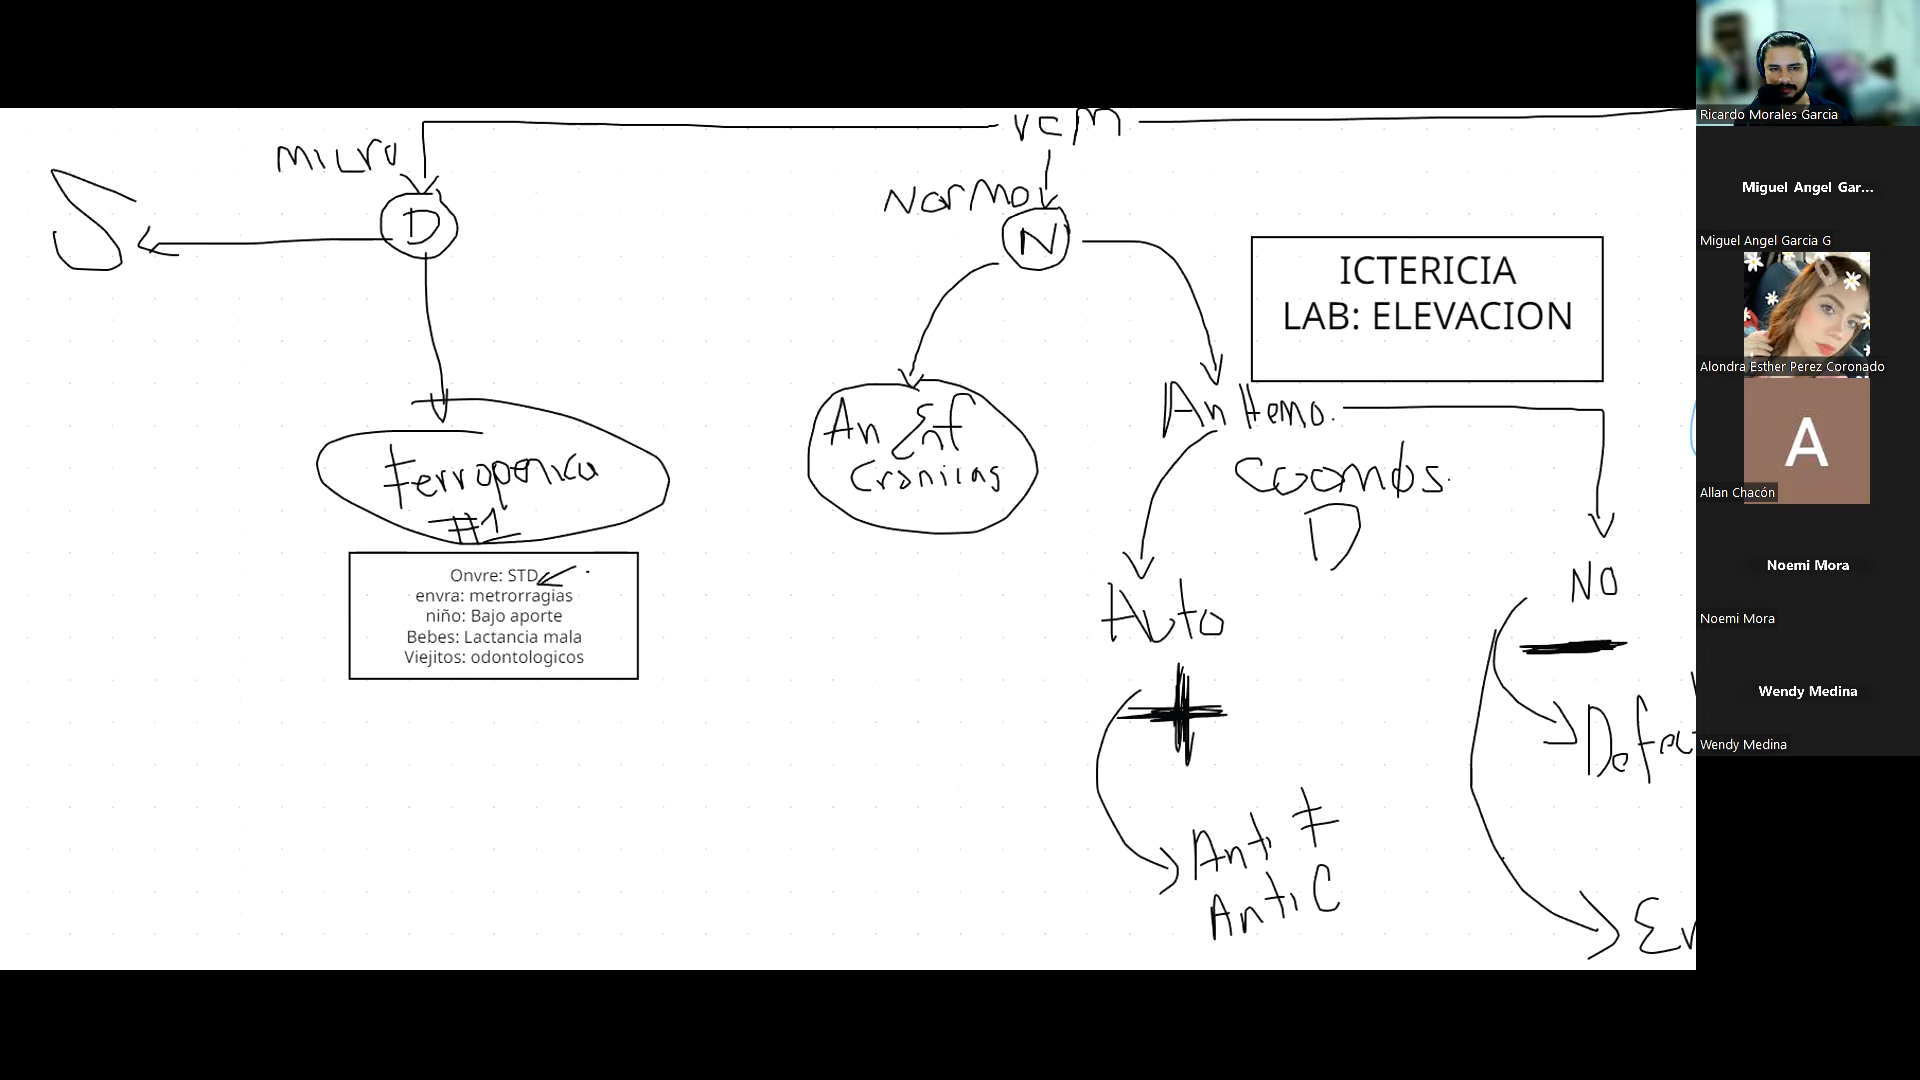 VCM
Micro
D
Normo
N
ICTERICIA
LAB: ELEVACION
An Hemo.
Coombs.
D
An Inf
Cronicas
Ferropenica
#1
Onvre: STD
envra: metrorragias
niño: Bajo aporte
Bebes: Lactancia mala
Viejitos: odontologicos
Auto
+
NO
Anti F
Anti C
Ricardo Morales Garcia
Miguel Angel Gar...
Miguel Angel Garcia G
Alondra Esther Perez Coronado
A
Allan Chacón
Noemi Mora
Noemi Mora
Wendy Medina
Wendy Medina